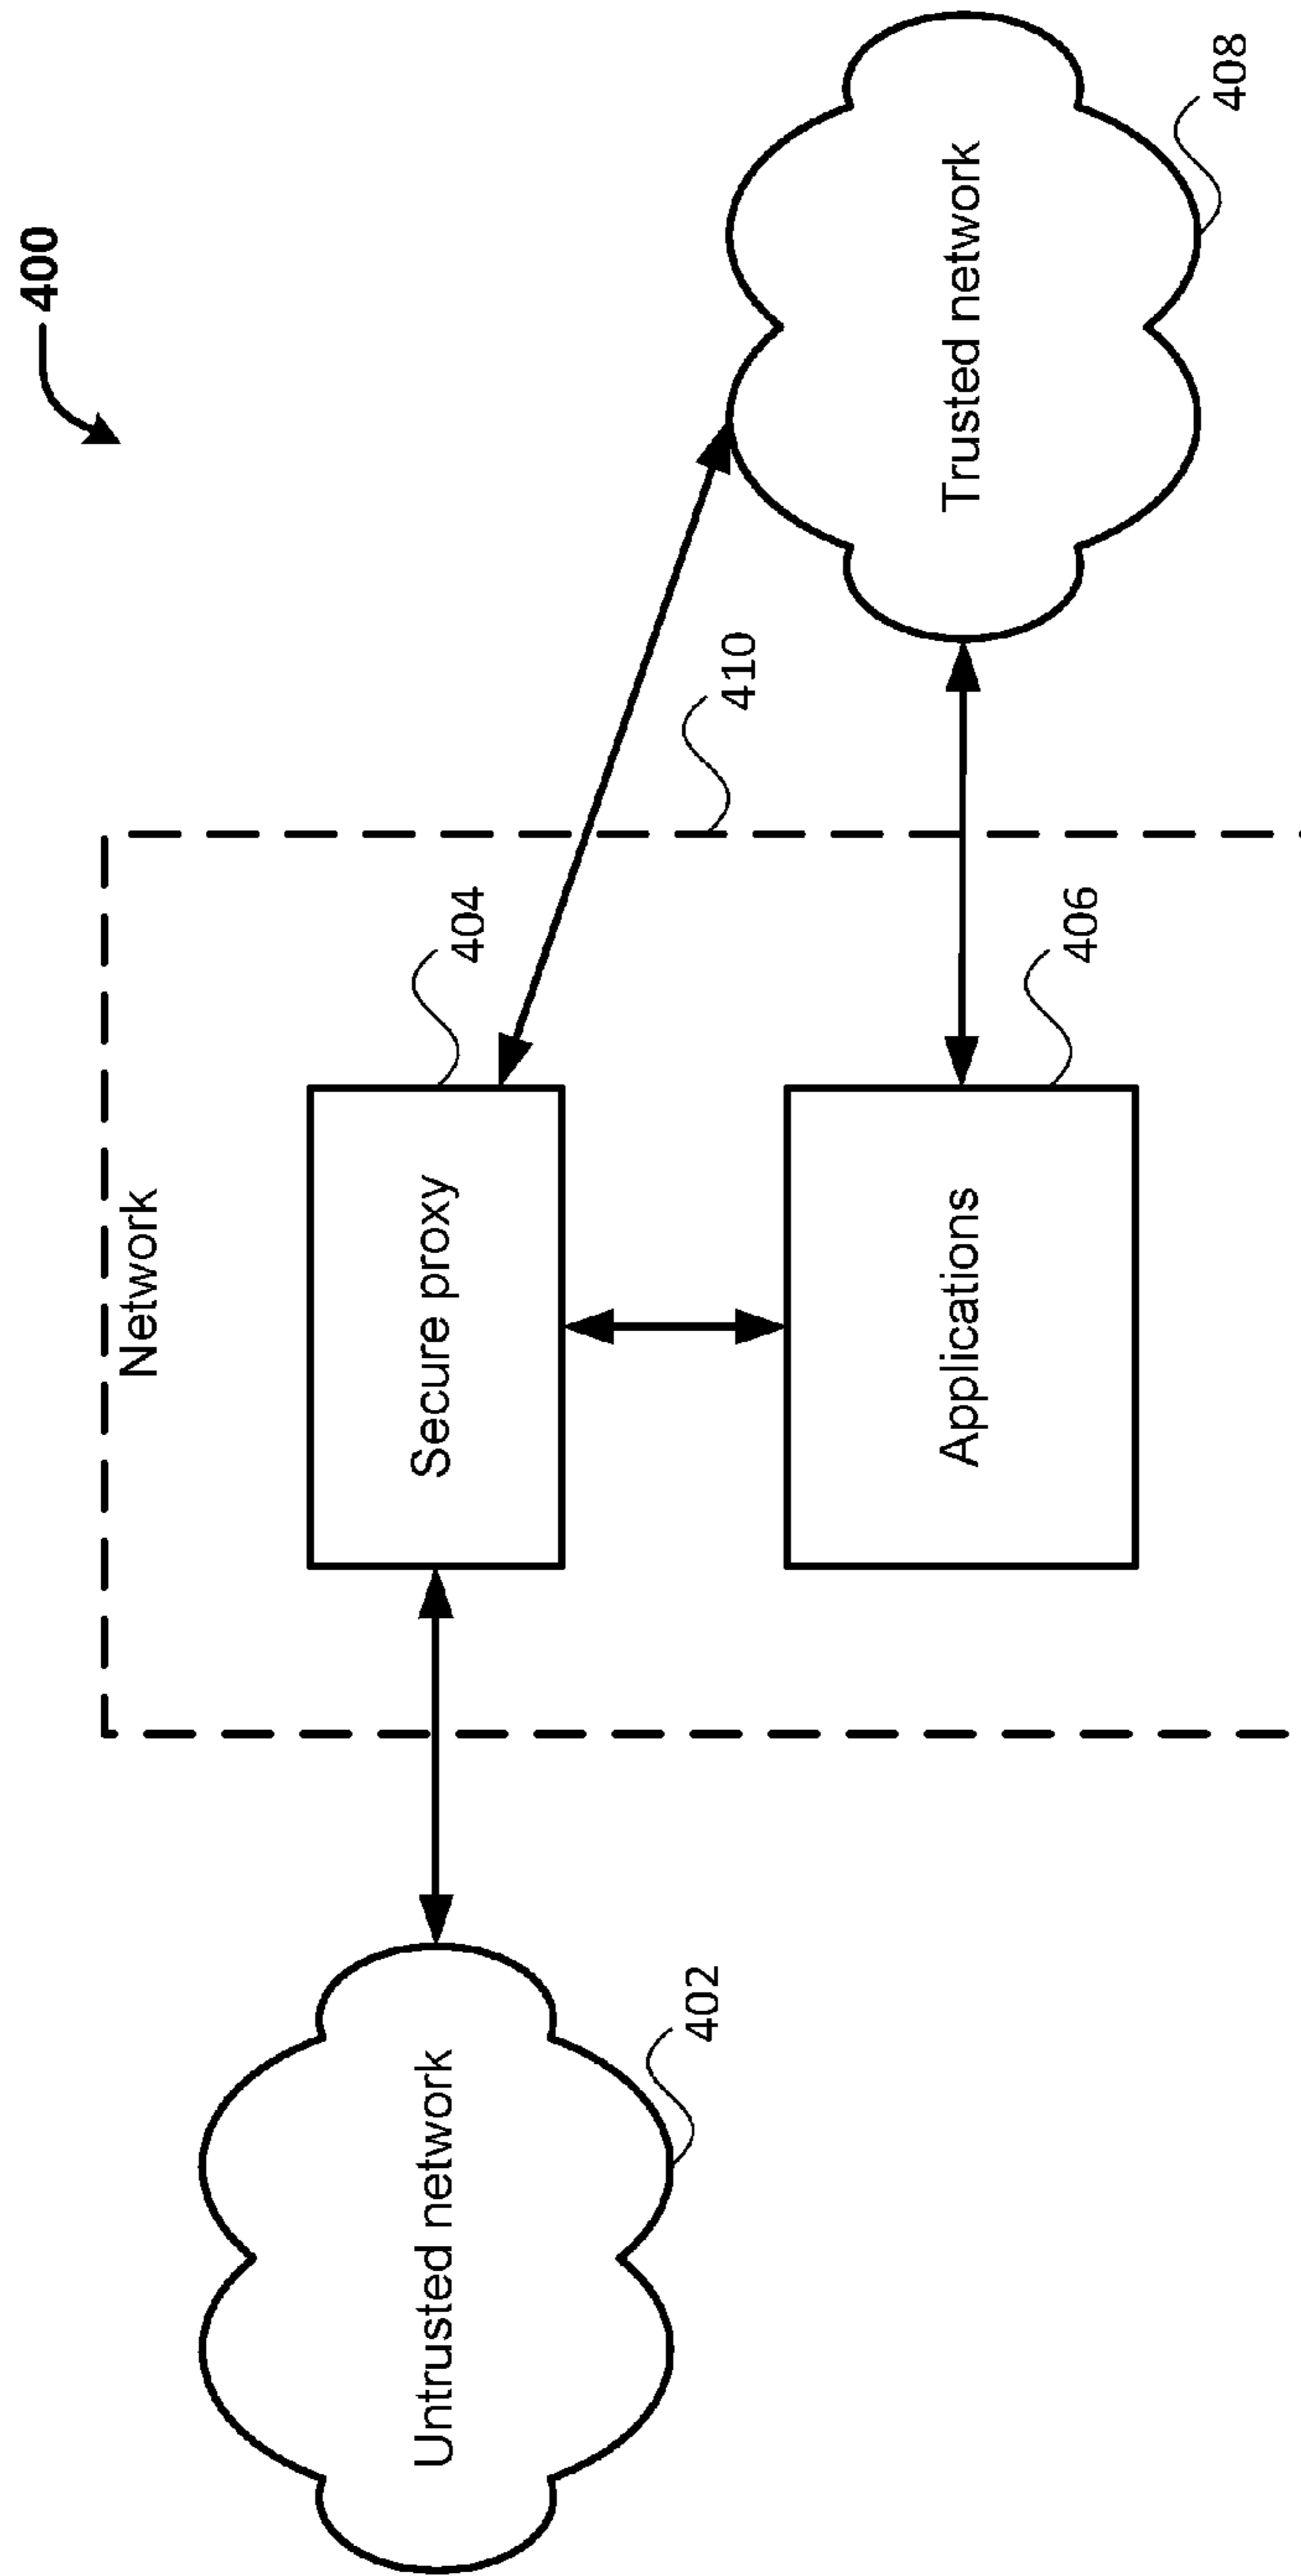 400
Network
Untrusted network
402
Secure proxy
404
410
Applications
406
Trusted network
408